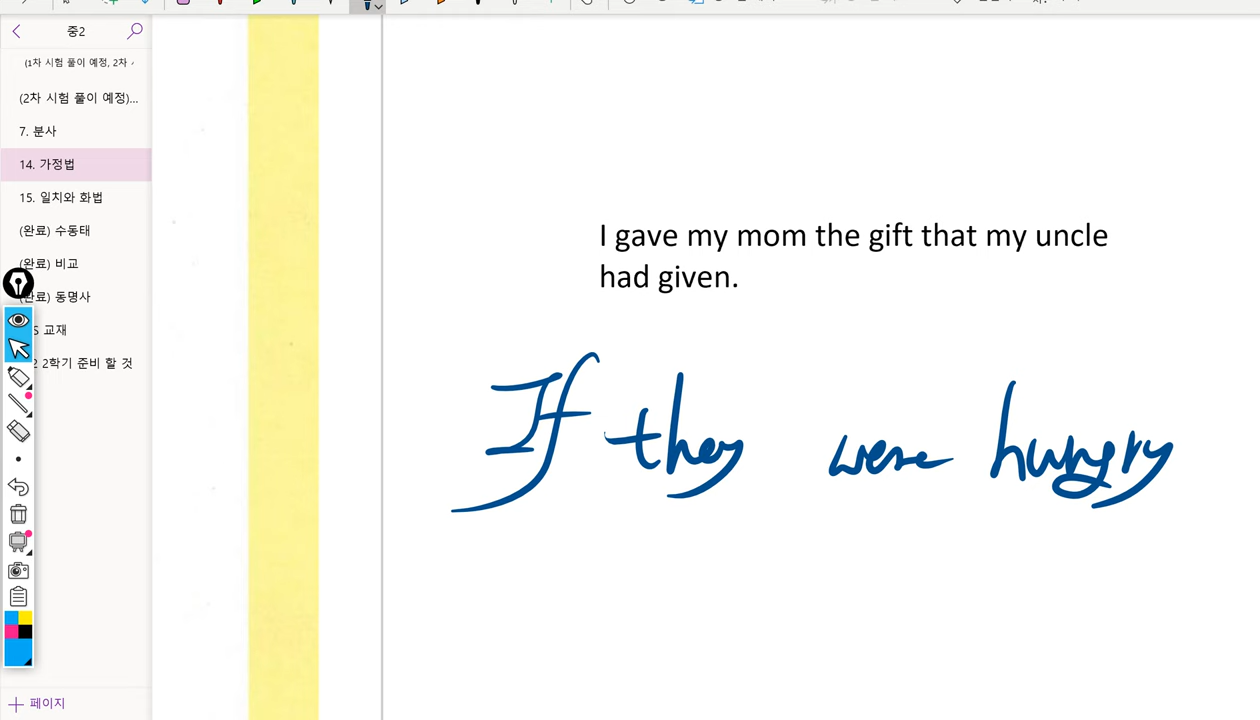 중2
(1차 시험 풀이 예정, 2차
(2차 시험 풀이 예정)...
7. 분사
14. 가정법
15. 일치와 화법
(완료) 수동태
(완료) 비교
료) 동명사
S 교재
2 2학기 준비 할 것
페이지
I gave my mom the gift that my uncle
had given.
If they were hungry